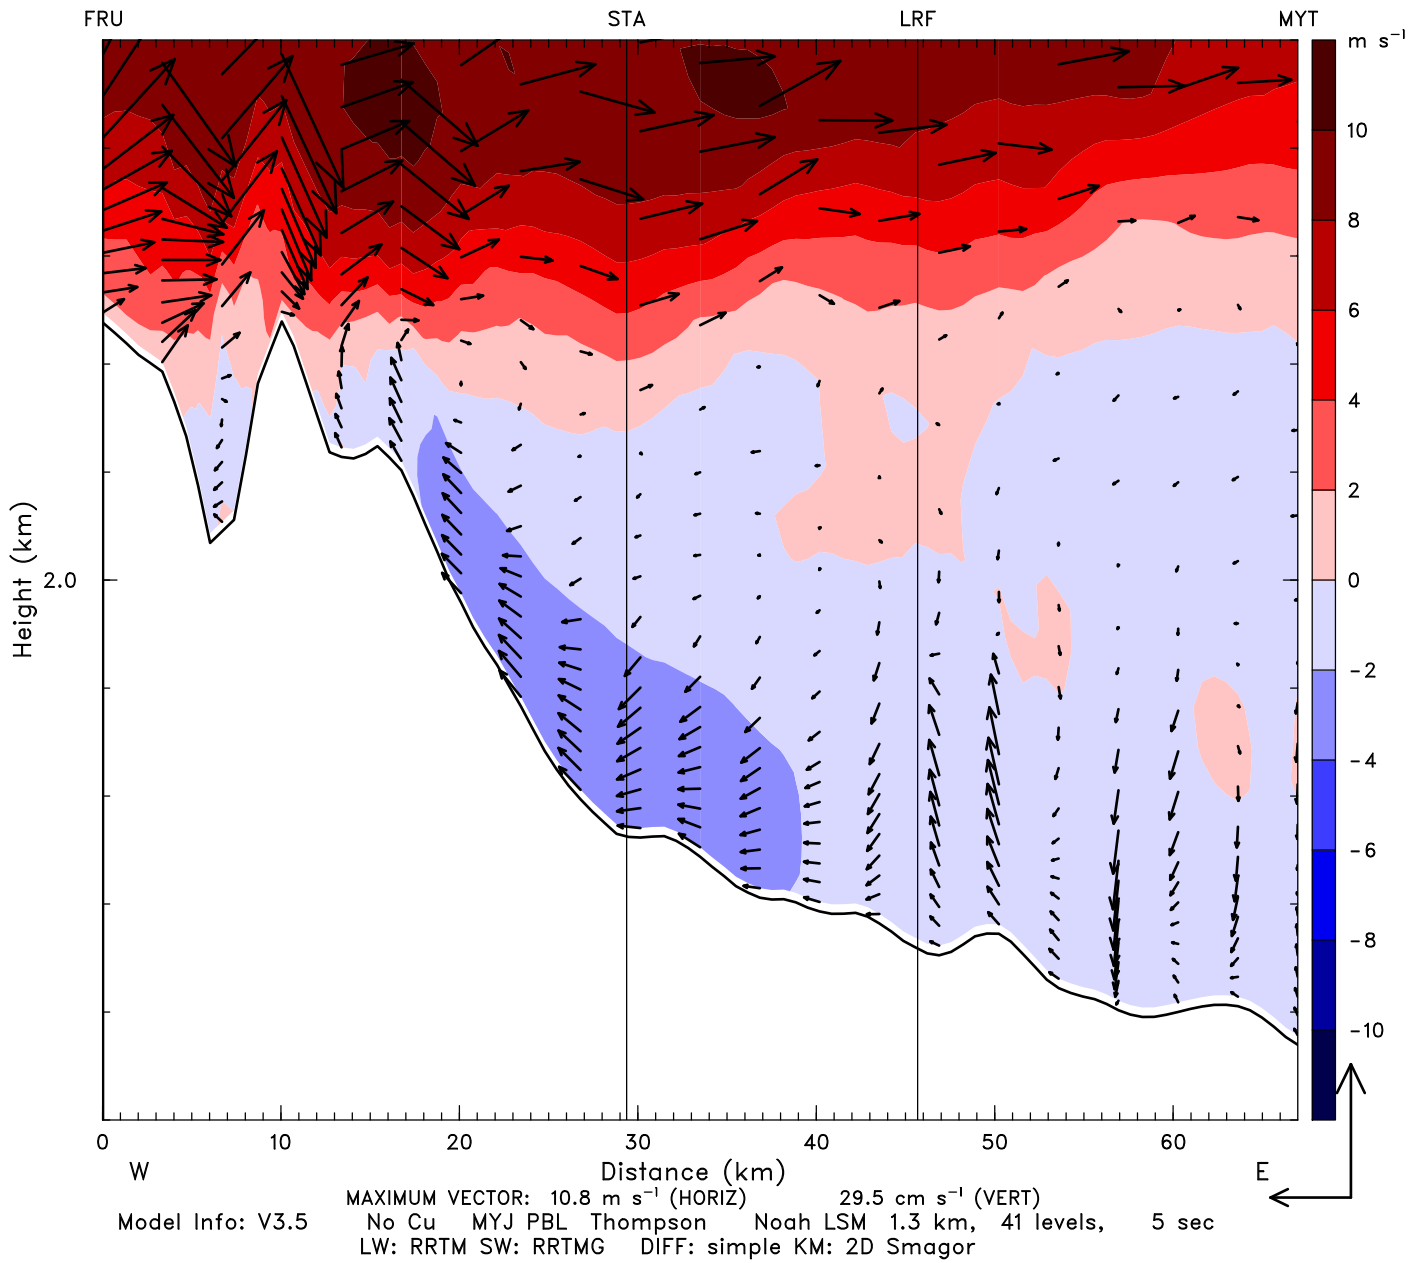 FRU STA LRF MYT
m s⁻¹
10
8
6
4
2
0
-2
-4
-6
-8
-10
Height (km)
2.0
0 10 20 30 40 50 60
W Distance (km) E
MAXIMUM VECTOR: 10.8 m s⁻¹ (HORIZ) 29.5 cm s⁻¹ (VERT)
Model Info: V3.5 No Cu MYJ PBL Thompson Noah LSM 1.3 km, 41 levels, 5 sec
LW: RRTM SW: RRTMG DIFF: simple KM: 2D Smagor